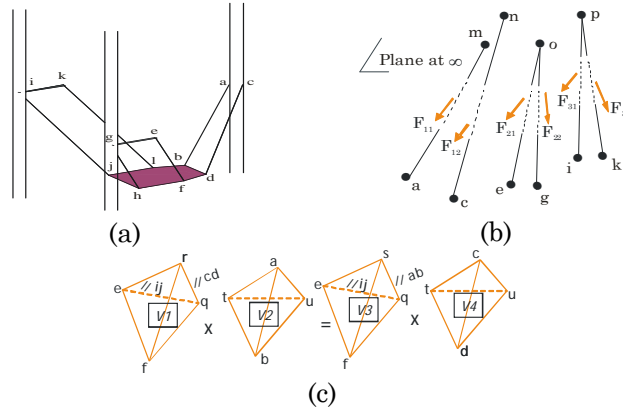 i k a c
g e
j l b d
h f
(a)
n p
m o
Plane at ∞
F11 F12 F21 F22 F31 F
a c e g i k
(b)
r a s c
// cd // ab
e // ij q t u e // ij q t u
V1 X V2 = V3 X V4
f b f d
(c)